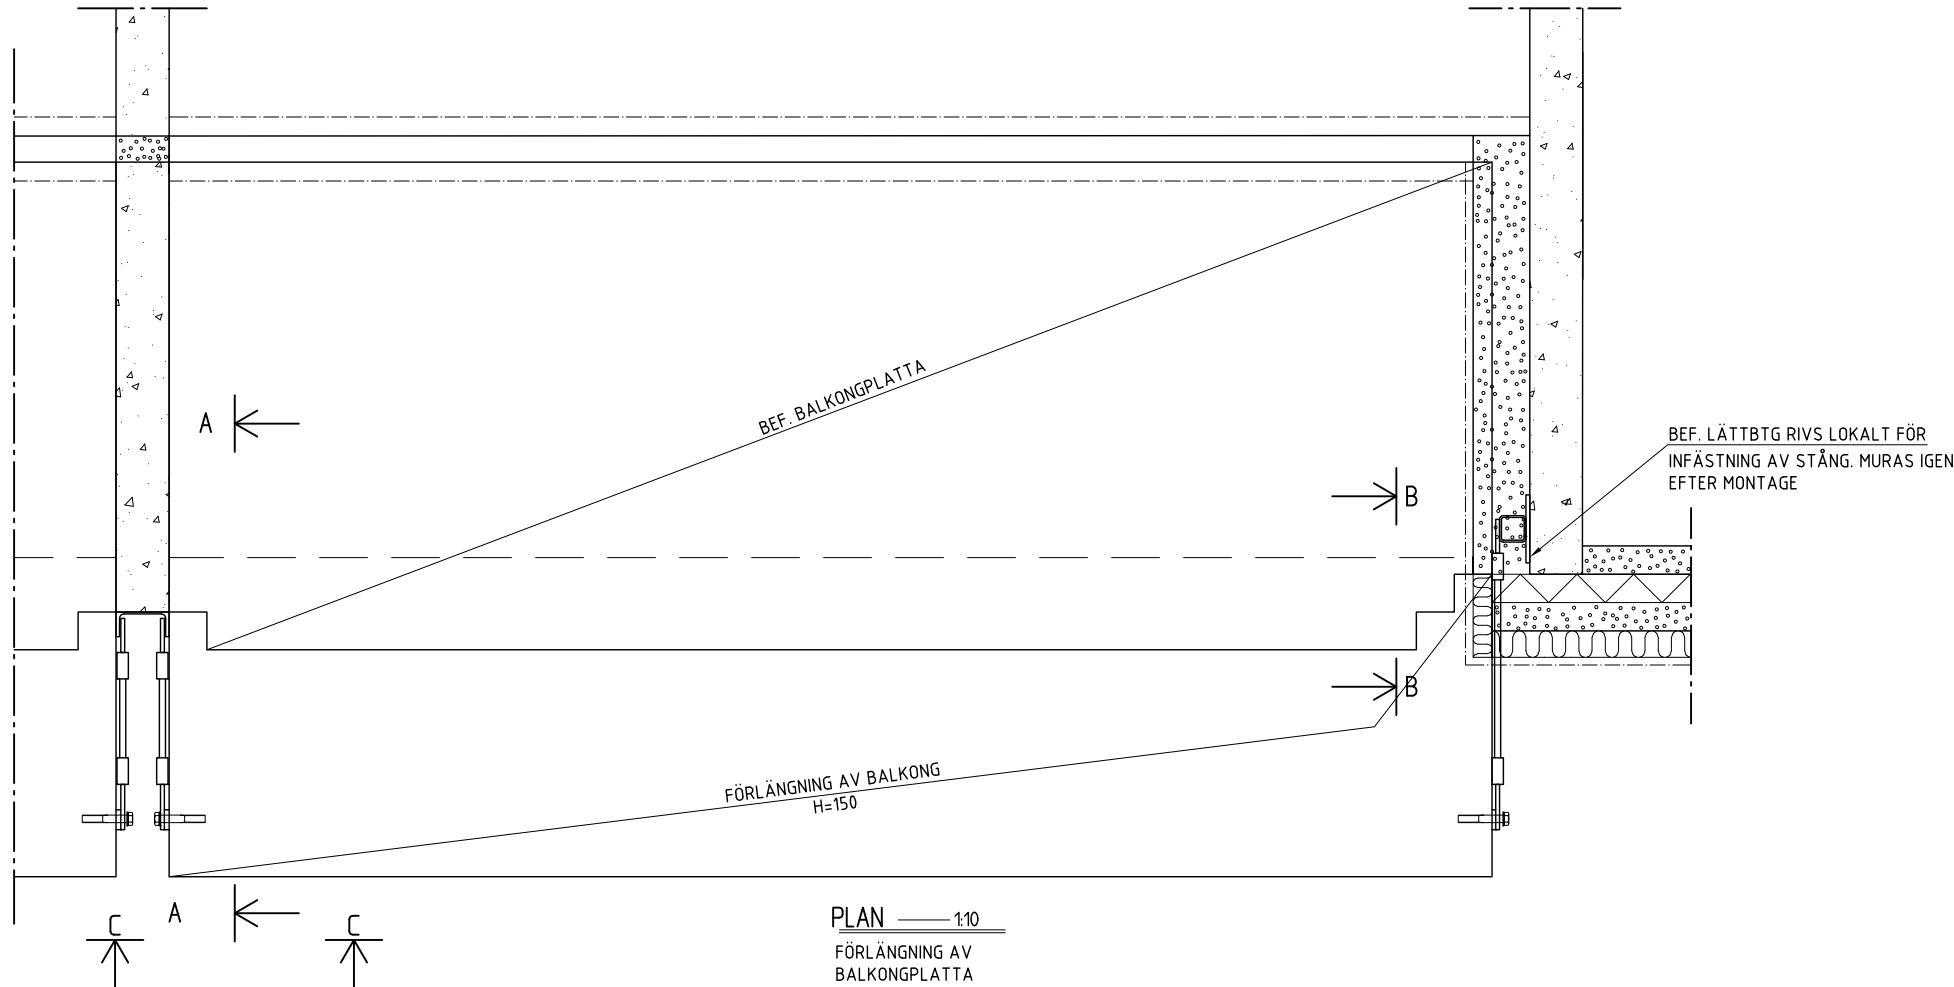 BEF. BALKONGPLATTA
A
BEF. LÄTTBTG RIVS LOKALT FÖR
INFÄSTNING AV STÅNG. MURAS IGEN
EFTER MONTAGE
B
B
FÖRLÄNGNING AV BALKONG
H=150
A
C
C
PLAN 1:10
FÖRLÄNGNING AV
BALKONGPLATTA